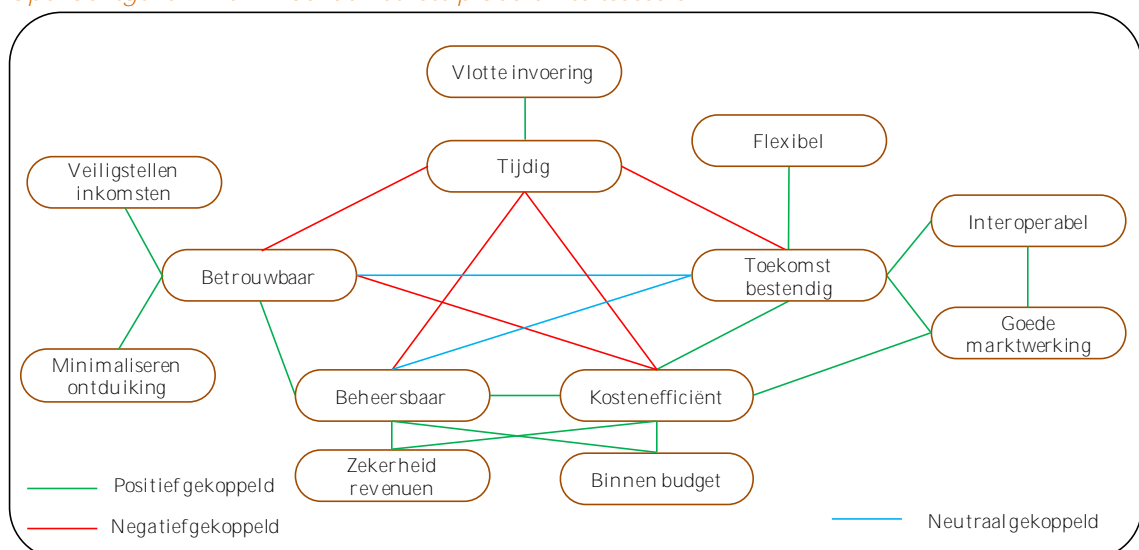 Vlotte invoering
Flexibel
Tijdig
Veiligstellen
inkomsten
Interoperabel
Betrouwbaar
Toekomst
bestendig
Goede
marktwerking
Minimaliseren
ontduiking
Beheersbaar
Kostenefficiënt
Zekerheid
revenuen
Binnen budget
Positief gekoppeld
Negatief gekoppeld
Neutraal gekoppeld